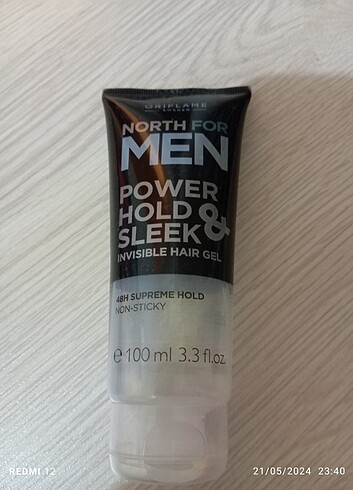 ORIFLAME
SWEDEN
NORTH FOR
MEN
POWER
HOLD &
SLEEK
INVISIBLE HAIR GEL
48H SUPREME HOLD
NON-STICKY
e 100 ml 3.3 fl.oz.
REDMI 12
21/05/2024 23:40